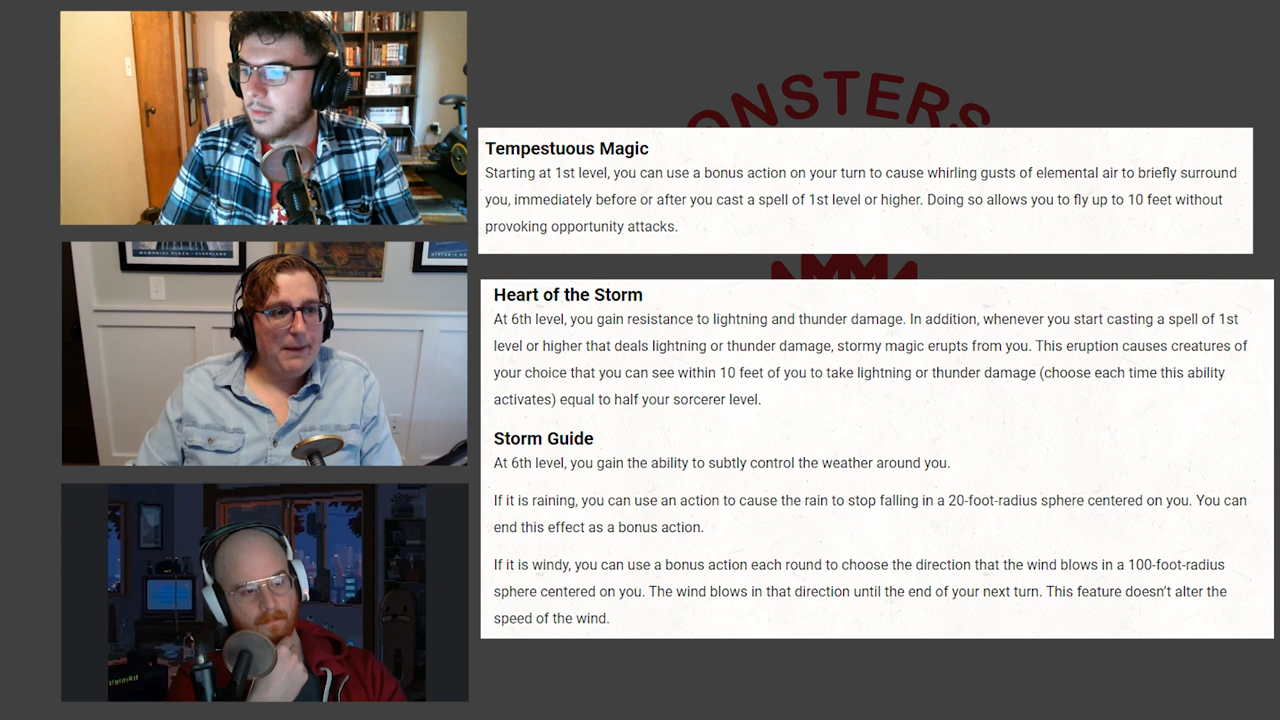 MONSTERS
Tempestuous Magic
Starting at 1st level, you can use a bonus action on your turn to cause whirling gusts of elemental air to briefly surround
you, immediately before or after you cast a spell of 1st level or higher. Doing so allows you to fly up to 10 feet without
provoking opportunity attacks.
Heart of the Storm
At 6th level, you gain resistance to lightning and thunder damage. In addition, whenever you start casting a spell of 1st
level or higher that deals lightning or thunder damage, stormy magic erupts from you. This eruption causes creatures of
your choice that you can see within 10 feet of you to take lightning or thunder damage (choose each time this ability
activates) equal to half your sorcerer level.
Storm Guide
At 6th level, you gain the ability to subtly control the weather around you.
If it is raining, you can use an action to cause the rain to stop falling in a 20-foot-radius sphere centered on you. You can
end this effect as a bonus action.
If it is windy, you can use a bonus action each round to choose the direction that the wind blows in a 100-foot-radius
sphere centered on you. The wind blows in that direction until the end of your next turn. This feature doesn't alter the
speed of the wind.